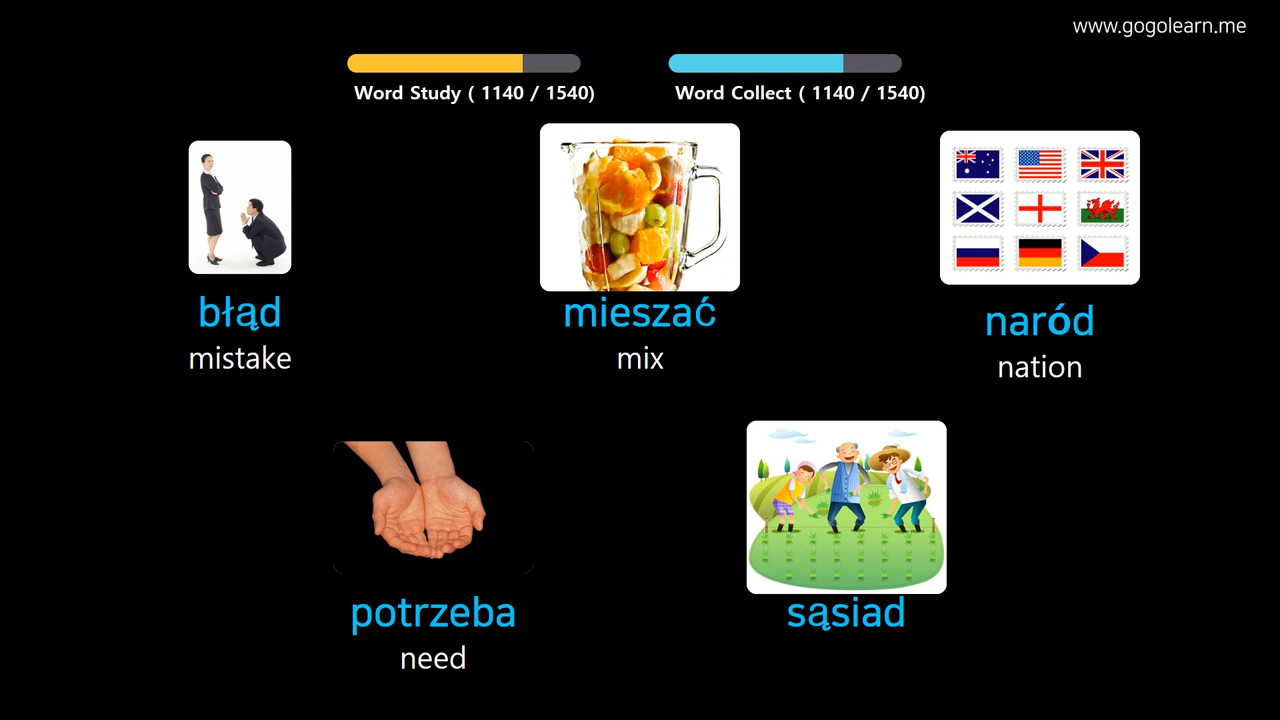 www.gogolearn.me
Word Study ( 1140 / 1540)
Word Collect ( 1140 / 1540)
błąd
mistake
mieszać
mix
naród
nation
potrzeba
need
sąsiad